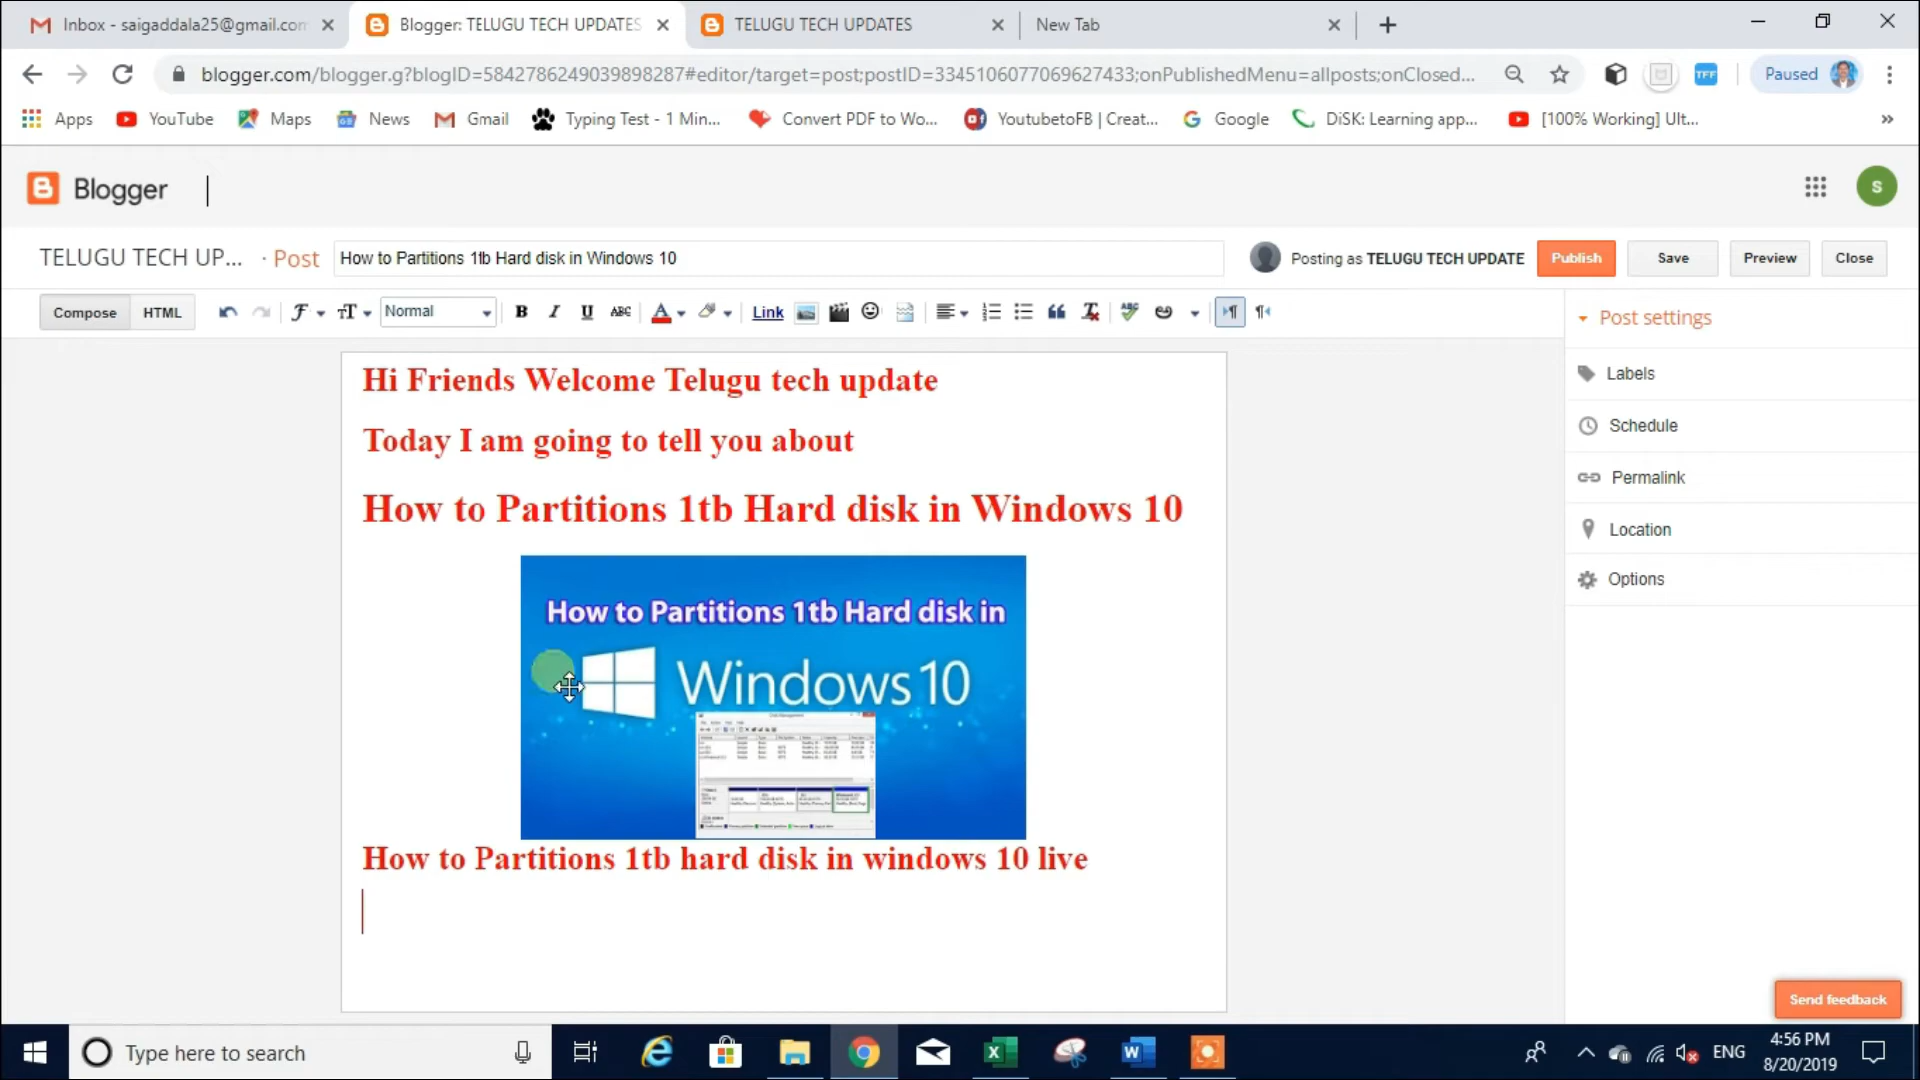 Inbox - saigaddala25@gmail.com
Blogger: TELUGU TECH UPDATES
TELUGU TECH UPDATES
New Tab
blogger.com/blogger.g?blogID=5842786249039898287#editor/target=post;postID=3345106077069627433;onPublishedMenu=allposts;onClosed...
Paused
Apps
YouTube
Maps
News
Gmail
Typing Test - 1 Min...
Convert PDF to Wo...
YoutubetoFB | Creat...
Google
DiSK: Learning app...
[100% Working] Ult...
Blogger
S
TELUGU TECH UP... · Post
How to Partitions 1tb Hard disk in Windows 10
Posting as TELUGU TECH UPDATE
Publish
Save
Preview
Close
Compose
HTML
Normal
Link
Post settings
Labels
Schedule
Permalink
Location
Options
Hi Friends Welcome Telugu tech update
Today I am going to tell you about
How to Partitions 1tb Hard disk in Windows 10
How to Partitions 1tb Hard disk in
Windows 10
How to Partitions 1tb hard disk in windows 10 live
Send feedback
Type here to search
ENG
4:56 PM
8/20/2019